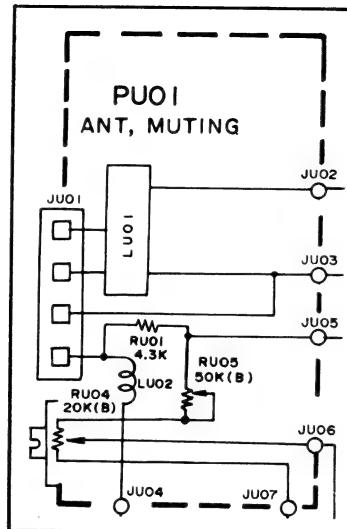 PU01
ANT, MUTING
JU02
JU01
LU01
JU03
JU05
RU01
4.3K
RU05
50K(B)
LU02
RU04
20K(B)
JU06
JU04
JU07